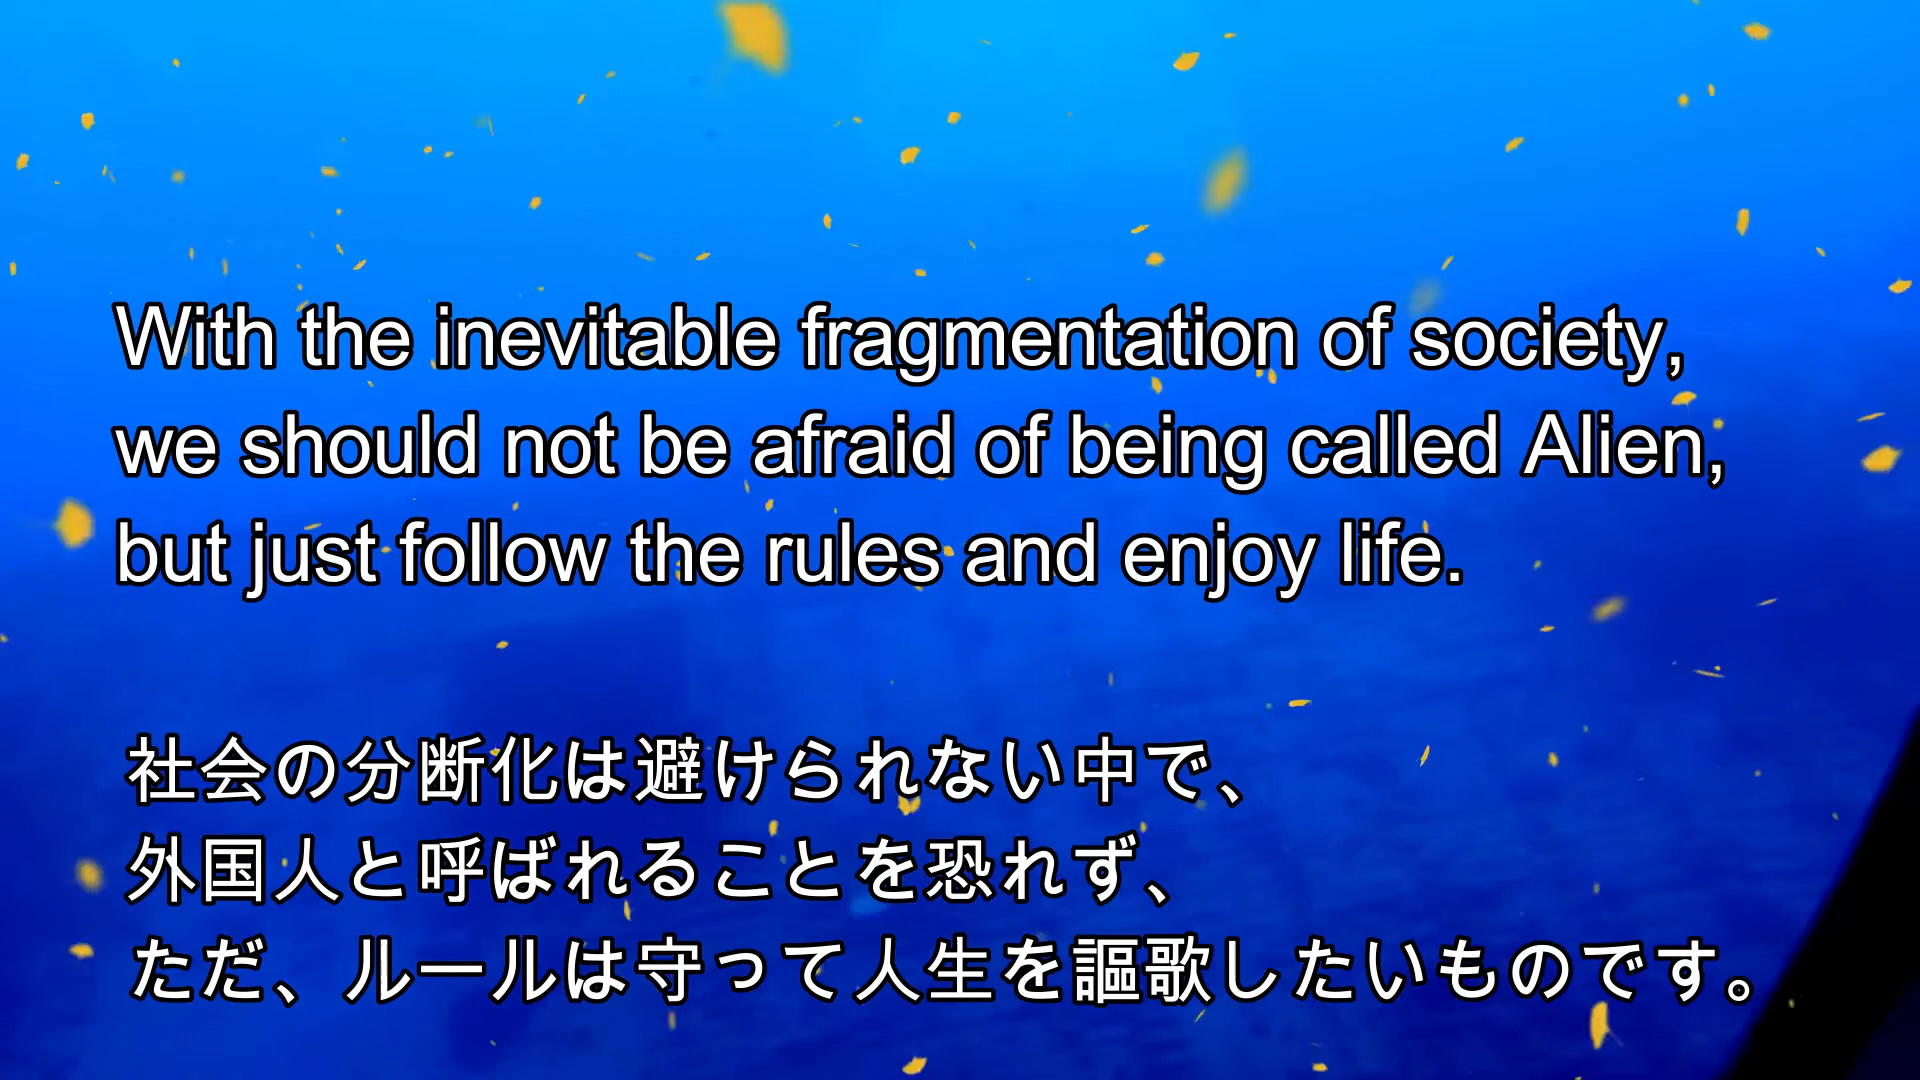 With the inevitable fragmentation of society,
we should not be afraid of being called Alien,
but just follow the rules and enjoy life.
社会の分断化は避けられない中で、
外国人と呼ばれることを恐れず、
ただ、ルールは守って人生を謳歌したいものです。